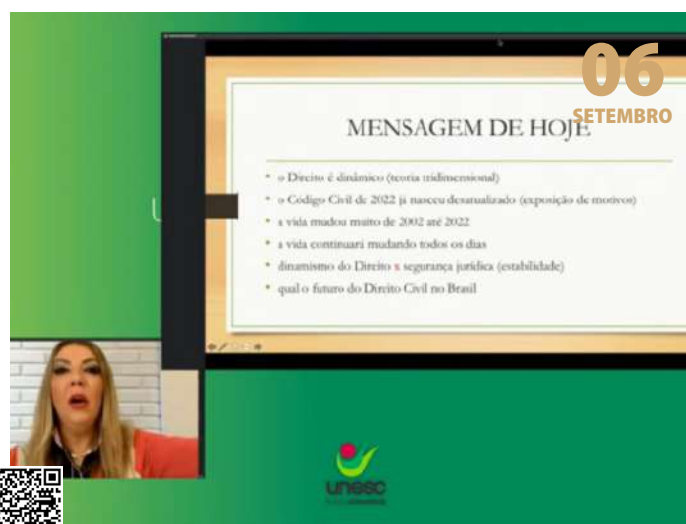 06
SETEMBRO
MENSAGEM DE HOJE
• o Direito é dinâmico (teoria tridimensional)
• o Código Civil de 2022 já nasceu desatualizado (exposição de motivos)
• a vida mudou muito de 2002 até 2022
• a vida continuará mudando todos os dias
• dinamismo do Direito x segurança jurídica (estabilidade)
• qual o futuro do Direito Civil no Brasil
unesc